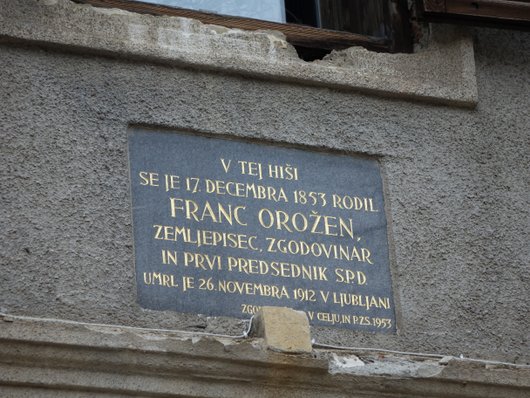 V TEJ HIŠI
SE JE 17. DECEMBRA 1853 RODIL
FRANC OROŽEN,
ZEMLJEPISEC, ZGODOVINAR
IN PRVI PREDSEDNIK S.P.D.
UMRL JE 26. NOVEMBRA 1912 V LJUBLJANI
V CELJU, IN P.Z.S. 1953